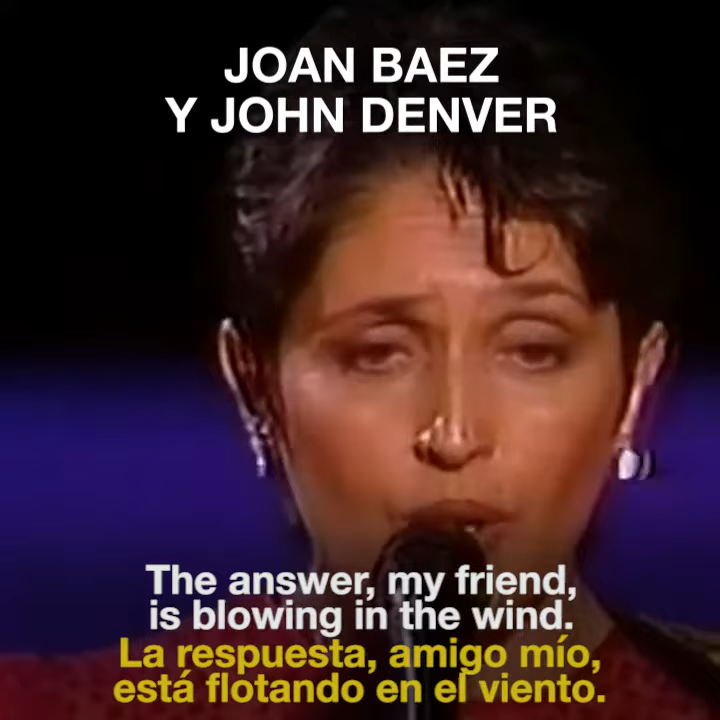 JOAN BAEZ
Y JOHN DENVER
The answer, my friend,
is blowing in the wind.
La respuesta, amigo mío,
está flotando en el viento.